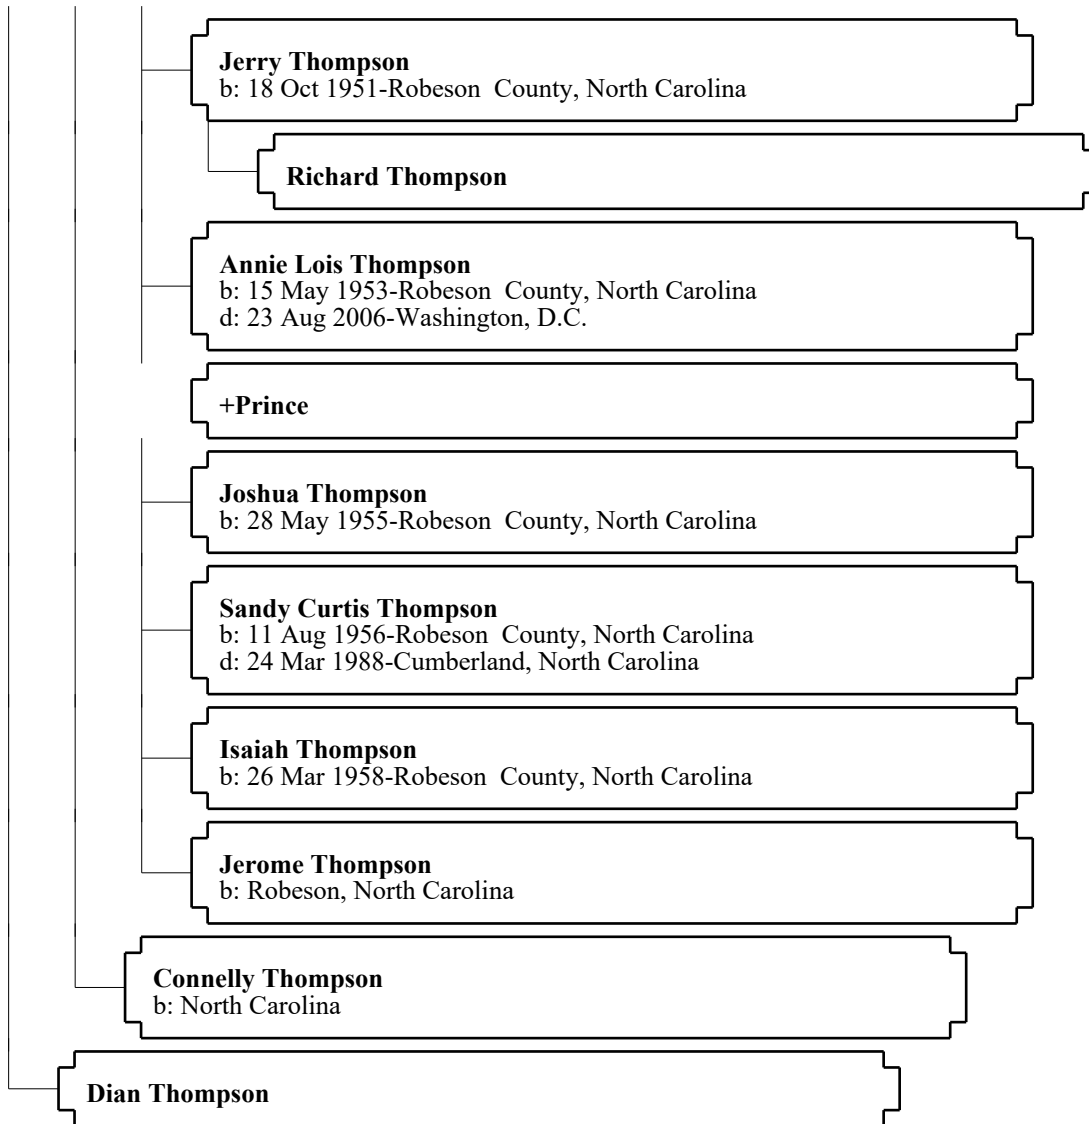 Jerry Thompson
b: 18 Oct 1951-Robeson  County, North Carolina
Richard Thompson
Annie Lois Thompson
b: 15 May 1953-Robeson  County, North Carolina
d: 23 Aug 2006-Washington, D.C.
+Prince
Joshua Thompson
b: 28 May 1955-Robeson  County, North Carolina
Sandy Curtis Thompson
b: 11 Aug 1956-Robeson  County, North Carolina
d: 24 Mar 1988-Cumberland, North Carolina
Isaiah Thompson
b: 26 Mar 1958-Robeson  County, North Carolina
Jerome Thompson
b: Robeson, North Carolina
Connelly Thompson
b: North Carolina
Dian Thompson